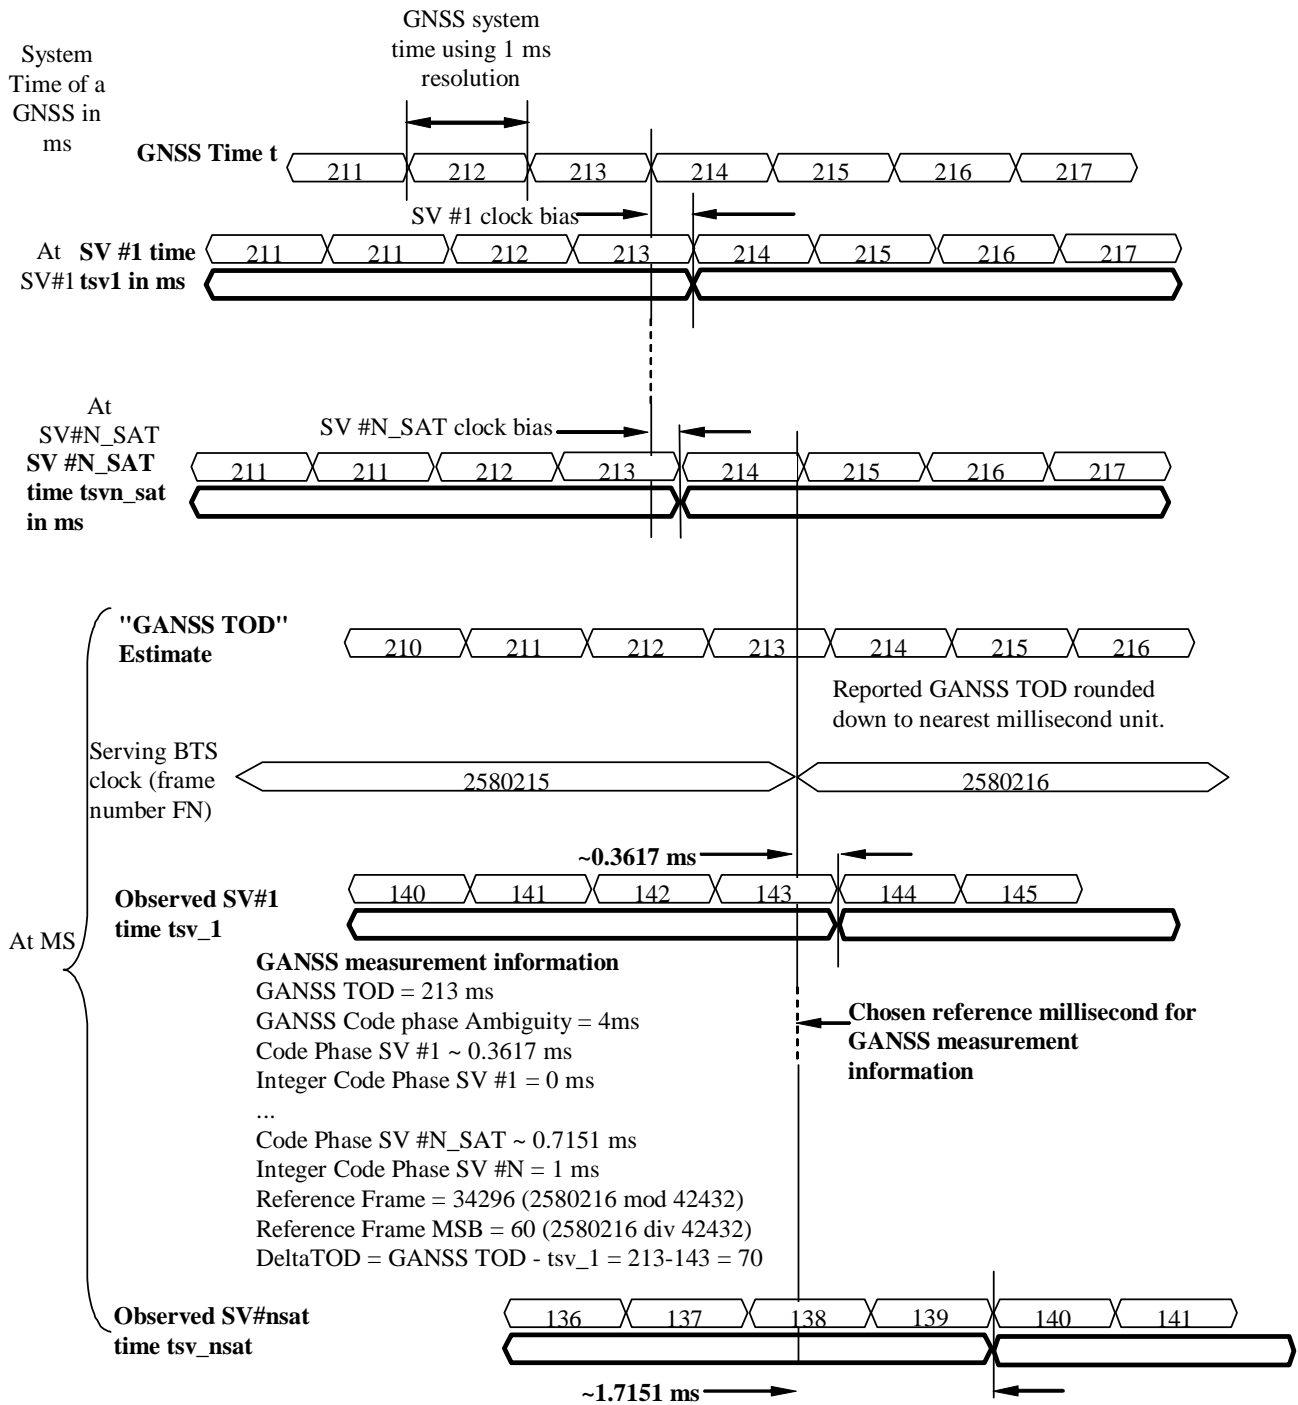 GNSS system
time using 1 ms
resolution
System
Time of a
GNSS in
ms
GNSS Time t
211 212 213 214 215 216 217
SV #1 clock bias
At SV #1 time
SV#1 tsv1 in ms
211 211 212 213 214 215 216 217
At
SV#N_SAT
SV #N_SAT clock bias
SV #N_SAT
time tsvn_sat
in ms
211 211 212 213 214 215 216 217
"GANSS TOD"
Estimate
210 211 212 213 214 215 216
Reported GANSS TOD rounded
down to nearest millisecond unit.
Serving BTS
clock (frame
number FN)
2580215 2580216
~0.3617 ms
Observed SV#1
time tsv_1
140 141 142 143 144 145
At MS
GANSS measurement information
GANSS TOD = 213 ms
GANSS Code phase Ambiguity = 4ms
Code Phase SV #1 ~ 0.3617 ms
Integer Code Phase SV #1 = 0 ms
...
Code Phase SV #N_SAT ~ 0.7151 ms
Integer Code Phase SV #N = 1 ms
Reference Frame = 34296 (2580216 mod 42432)
Reference Frame MSB = 60 (2580216 div 42432)
DeltaTOD = GANSS TOD - tsv_1 = 213-143 = 70
Chosen reference millisecond for
GANSS measurement
information
Observed SV#nsat
time tsv_nsat
136 137 138 139 140 141
~1.7151 ms